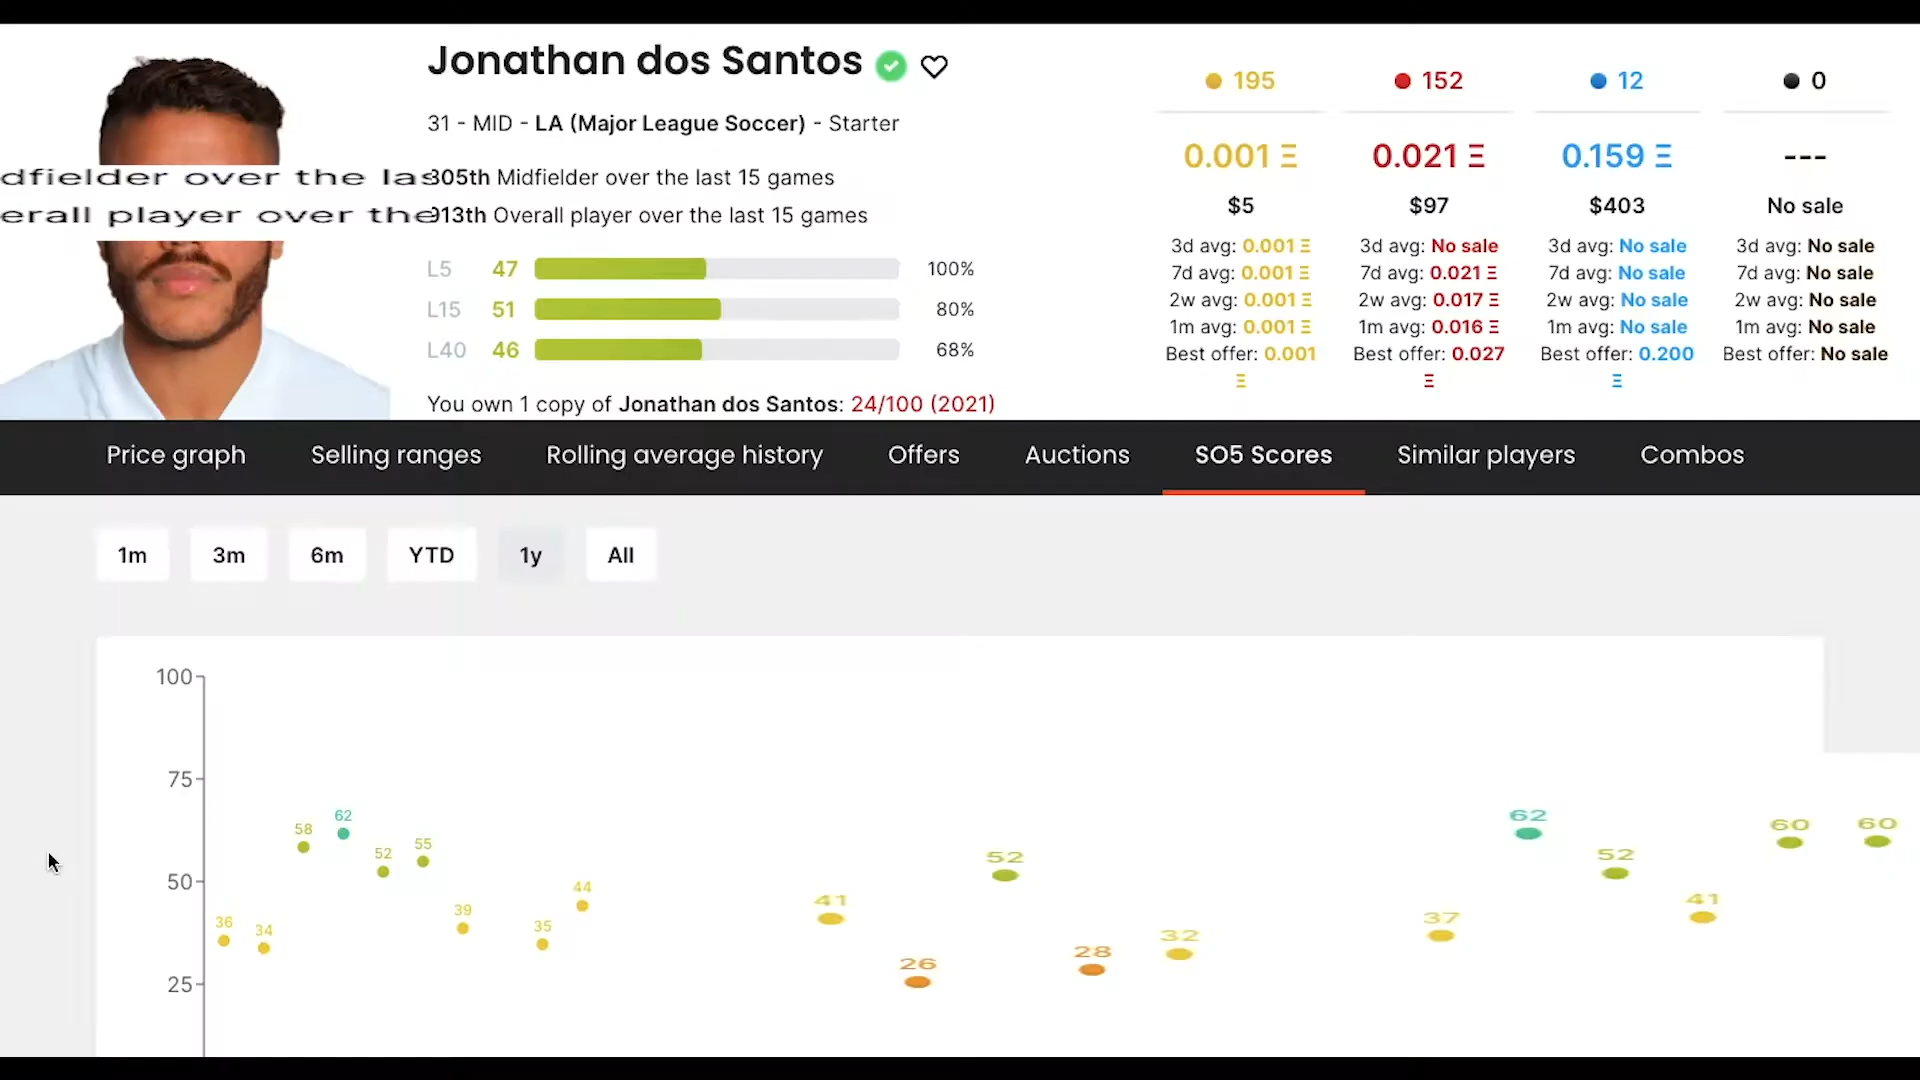 Jonathan dos Santos
31 - MID - LA (Major League Soccer) - Starter
dfielder over the las
305th Midfielder over the last 15 games
erall player over the
913th Overall player over the last 15 games
L5 47 100%
L15 51 80%
L40 46 68%
You own 1 copy of Jonathan dos Santos: 24/100 (2021)
195
0.001 Ξ
$5
3d avg: 0.001 Ξ
7d avg: 0.001 Ξ
2w avg: 0.001 Ξ
1m avg: 0.001 Ξ
Best offer: 0.001
Ξ
152
0.021 Ξ
$97
3d avg: No sale
7d avg: 0.021 Ξ
2w avg: 0.017 Ξ
1m avg: 0.016 Ξ
Best offer: 0.027
Ξ
12
0.159 Ξ
$403
3d avg: No sale
7d avg: No sale
2w avg: No sale
1m avg: No sale
Best offer: 0.200
Ξ
0
---
No sale
3d avg: No sale
7d avg: No sale
2w avg: No sale
1m avg: No sale
Best offer: No sale
Price graph Selling ranges Rolling average history Offers Auctions SO5 Scores Similar players Combos
1m 3m 6m YTD 1y All
100
75
50
25
36 34 58 62 52 55 39 35 44 41 26 52 28 32 37 62 52 41 60 60